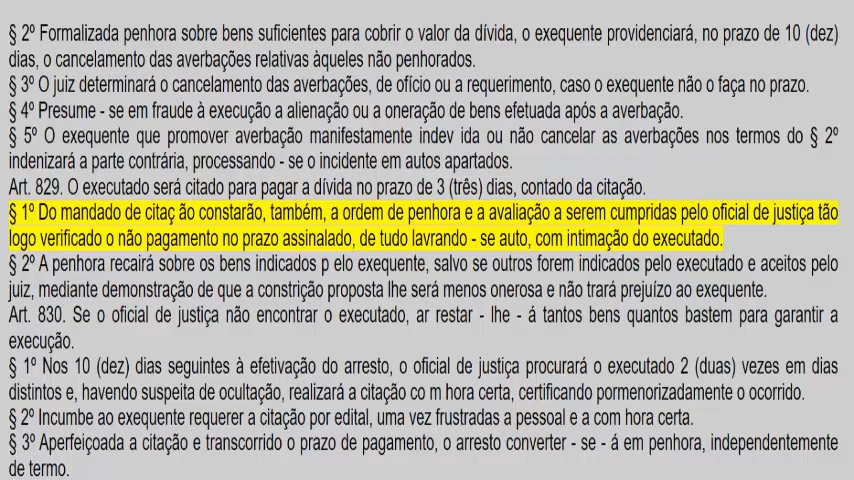 § 2º Formalizada penhora sobre bens suficientes para cobrir o valor da dívida, o exequente providenciará, no prazo de 10 (dez)
dias, o cancelamento das averbações relativas àqueles não penhorados.
§ 3º O juiz determinará o cancelamento das averbações, de ofício ou a requerimento, caso o exequente não o faça no prazo.
§ 4º Presume - se em fraude à execução a alienação ou a oneração de bens efetuada após a averbação.
§ 5º O exequente que promover averbação manifestamente indev ida ou não cancelar as averbações nos termos do § 2º
indenizará a parte contrária, processando - se o incidente em autos apartados.
Art. 829. O executado será citado para pagar a dívida no prazo de 3 (três) dias, contado da citação.
§ 1º Do mandado de citaç ão constarão, também, a ordem de penhora e a avaliação a serem cumpridas pelo oficial de justiça tão
logo verificado o não pagamento no prazo assinalado, de tudo lavrando - se auto, com intimação do executado.
§ 2º A penhora recairá sobre os bens indicados p elo exequente, salvo se outros forem indicados pelo executado e aceitos pelo
juiz, mediante demonstração de que a constrição proposta lhe será menos onerosa e não trará prejuízo ao exequente.
Art. 830. Se o oficial de justiça não encontrar o executado, ar restar - lhe - á tantos bens quantos bastem para garantir a
execução.
§ 1º Nos 10 (dez) dias seguintes à efetivação do arresto, o oficial de justiça procurará o executado 2 (duas) vezes em dias
distintos e, havendo suspeita de ocultação, realizará a citação co m hora certa, certificando pormenorizadamente o ocorrido.
§ 2º Incumbe ao exequente requerer a citação por edital, uma vez frustradas a pessoal e a com hora certa.
§ 3º Aperfeiçoada a citação e transcorrido o prazo de pagamento, o arresto converter - se - á em penhora, independentemente
de termo.